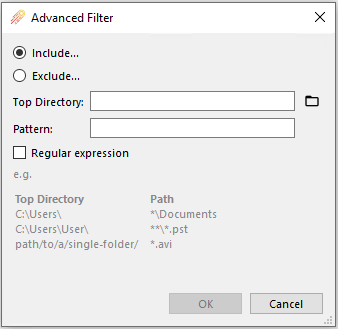 Advanced Filter
Include...
Exclude...
Top Directory:
Pattern:
Regular expression
e.g.
Top Directory Path
C:\Users\ *\Documents
C:\Users\User\ **\*.pst
path/to/a/single-folder/ *.avi
OK Cancel